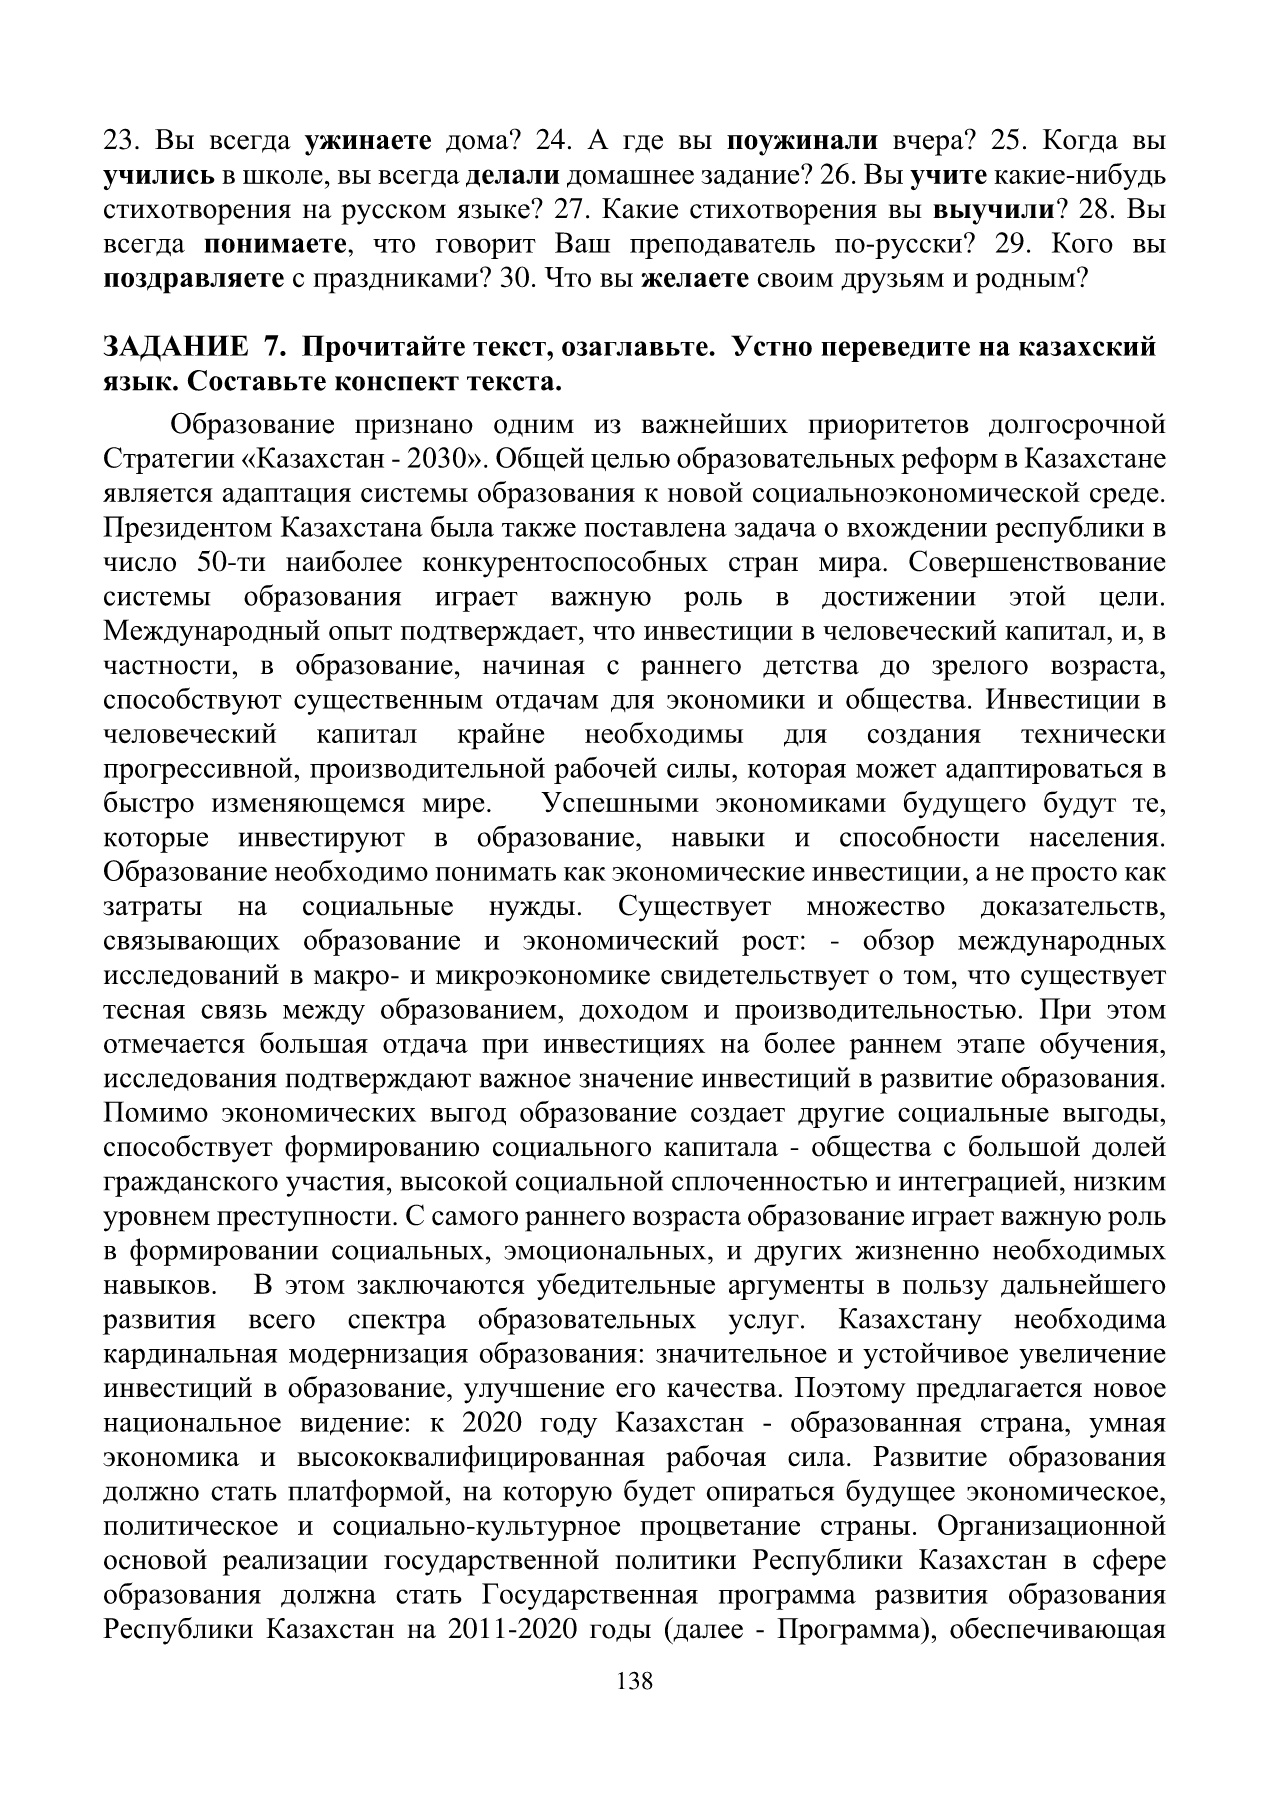 23. Вы всегда ужинаете дома? 24. А где вы поужинали вчера? 25. Когда вы
учились в школе, вы всегда делали домашнее задание? 26. Вы учите какие-нибудь
стихотворения на русском языке? 27. Какие стихотворения вы выучили? 28. Вы
всегда понимаете, что говорит Ваш преподаватель по-русски? 29. Кого вы
поздравляете с праздниками? 30. Что вы желаете своим друзьям и родным?
ЗАДАНИЕ 7. Прочитайте текст, озаглавьте. Устно переведите на казахский
язык. Составьте конспект текста.
Образование признано одним из важнейших приоритетов долгосрочной
Стратегии «Казахстан - 2030». Общей целью образовательных реформ в Казахстане
является адаптация системы образования к новой социальноэкономической среде.
Президентом Казахстана была также поставлена задача о вхождении республики в
число 50-ти наиболее конкурентоспособных стран мира. Совершенствование
системы образования играет важную роль в достижении этой цели.
Международный опыт подтверждает, что инвестиции в человеческий капитал, и, в
частности, в образование, начиная с раннего детства до зрелого возраста,
способствуют существенным отдачам для экономики и общества. Инвестиции в
человеческий капитал крайне необходимы для создания технически
прогрессивной, производительной рабочей силы, которая может адаптироваться в
быстро изменяющемся мире. Успешными экономиками будущего будут те,
которые инвестируют в образование, навыки и способности населения.
Образование необходимо понимать как экономические инвестиции, а не просто как
затраты на социальные нужды. Существует множество доказательств,
связывающих образование и экономический рост: - обзор международных
исследований в макро- и микроэкономике свидетельствует о том, что существует
тесная связь между образованием, доходом и производительностью. При этом
отмечается большая отдача при инвестициях на более раннем этапе обучения,
исследования подтверждают важное значение инвестиций в развитие образования.
Помимо экономических выгод образование создает другие социальные выгоды,
способствует формированию социального капитала - общества с большой долей
гражданского участия, высокой социальной сплоченностью и интеграцией, низким
уровнем преступности. С самого раннего возраста образование играет важную роль
в формировании социальных, эмоциональных, и других жизненно необходимых
навыков. В этом заключаются убедительные аргументы в пользу дальнейшего
развития всего спектра образовательных услуг. Казахстану необходима
кардинальная модернизация образования: значительное и устойчивое увеличение
инвестиций в образование, улучшение его качества. Поэтому предлагается новое
национальное видение: к 2020 году Казахстан - образованная страна, умная
экономика и высококвалифицированная рабочая сила. Развитие образования
должно стать платформой, на которую будет опираться будущее экономическое,
политическое и социально-культурное процветание страны. Организационной
основой реализации государственной политики Республики Казахстан в сфере
образования должна стать Государственная программа развития образования
Республики Казахстан на 2011-2020 годы (далее - Программа), обеспечивающая
138